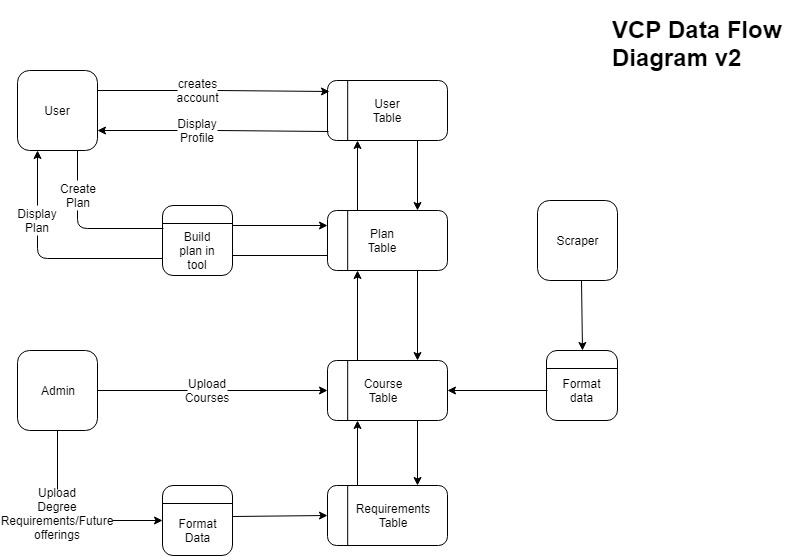 VCP Data Flow
Diagram v2
User
creates
account
User
Table
Display
Profile
Create
Plan
Display
Plan
Build
plan in
tool
Plan
Table
Scraper
Admin
Upload
Courses
Course
Table
Format
data
Upload
Degree
Requirements/Future
offerings
Format
Data
Requirements
Table